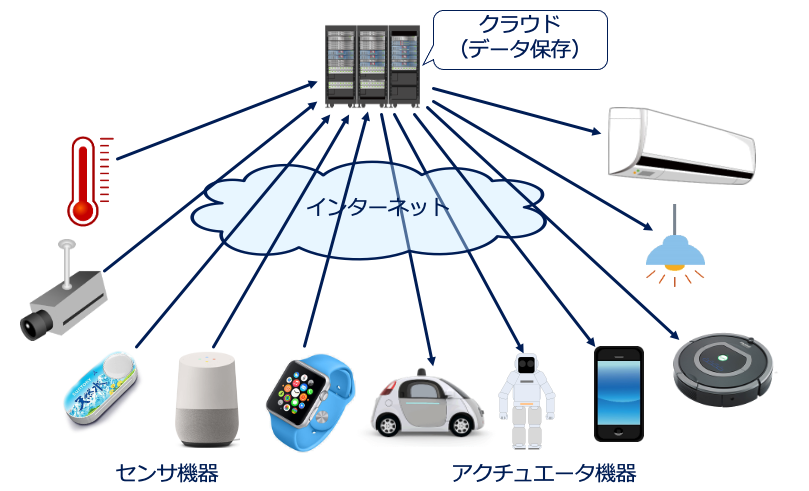 クラウド
（データ保存）
インターネット
センサ機器
アクチュエータ機器